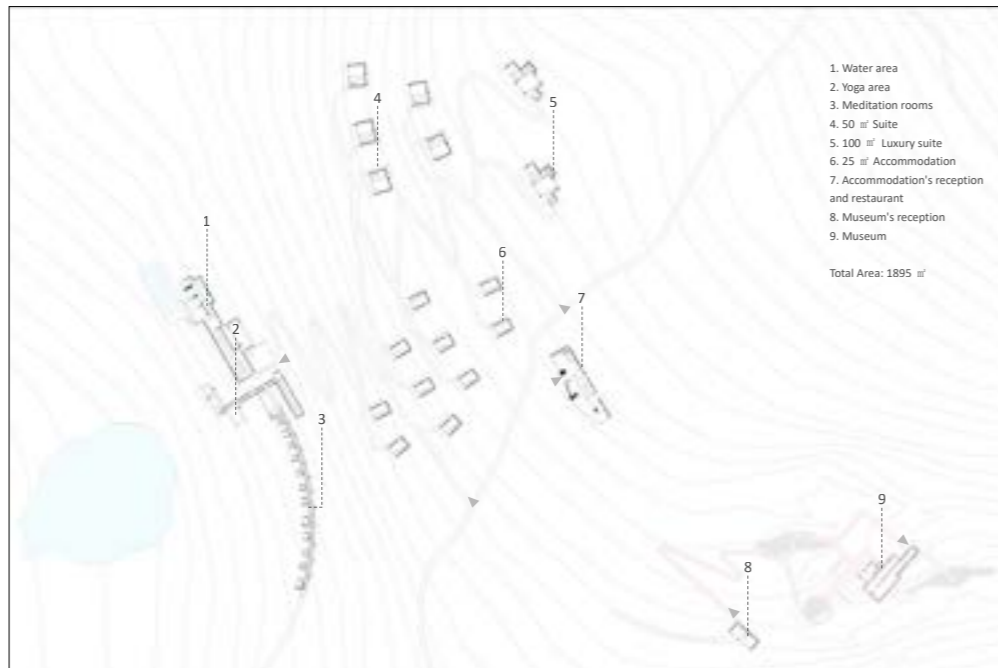 1. Water area
2. Yoga area
3. Meditation rooms
4. 50 ㎡ Suite
5. 100 ㎡ Luxury suite
6. 25 ㎡ Accommodation
7. Accommodation's reception
and restaurant
8. Museum's reception
9. Museum
Total Area: 1895 ㎡
4
5
1
6
7
2
3
9
8